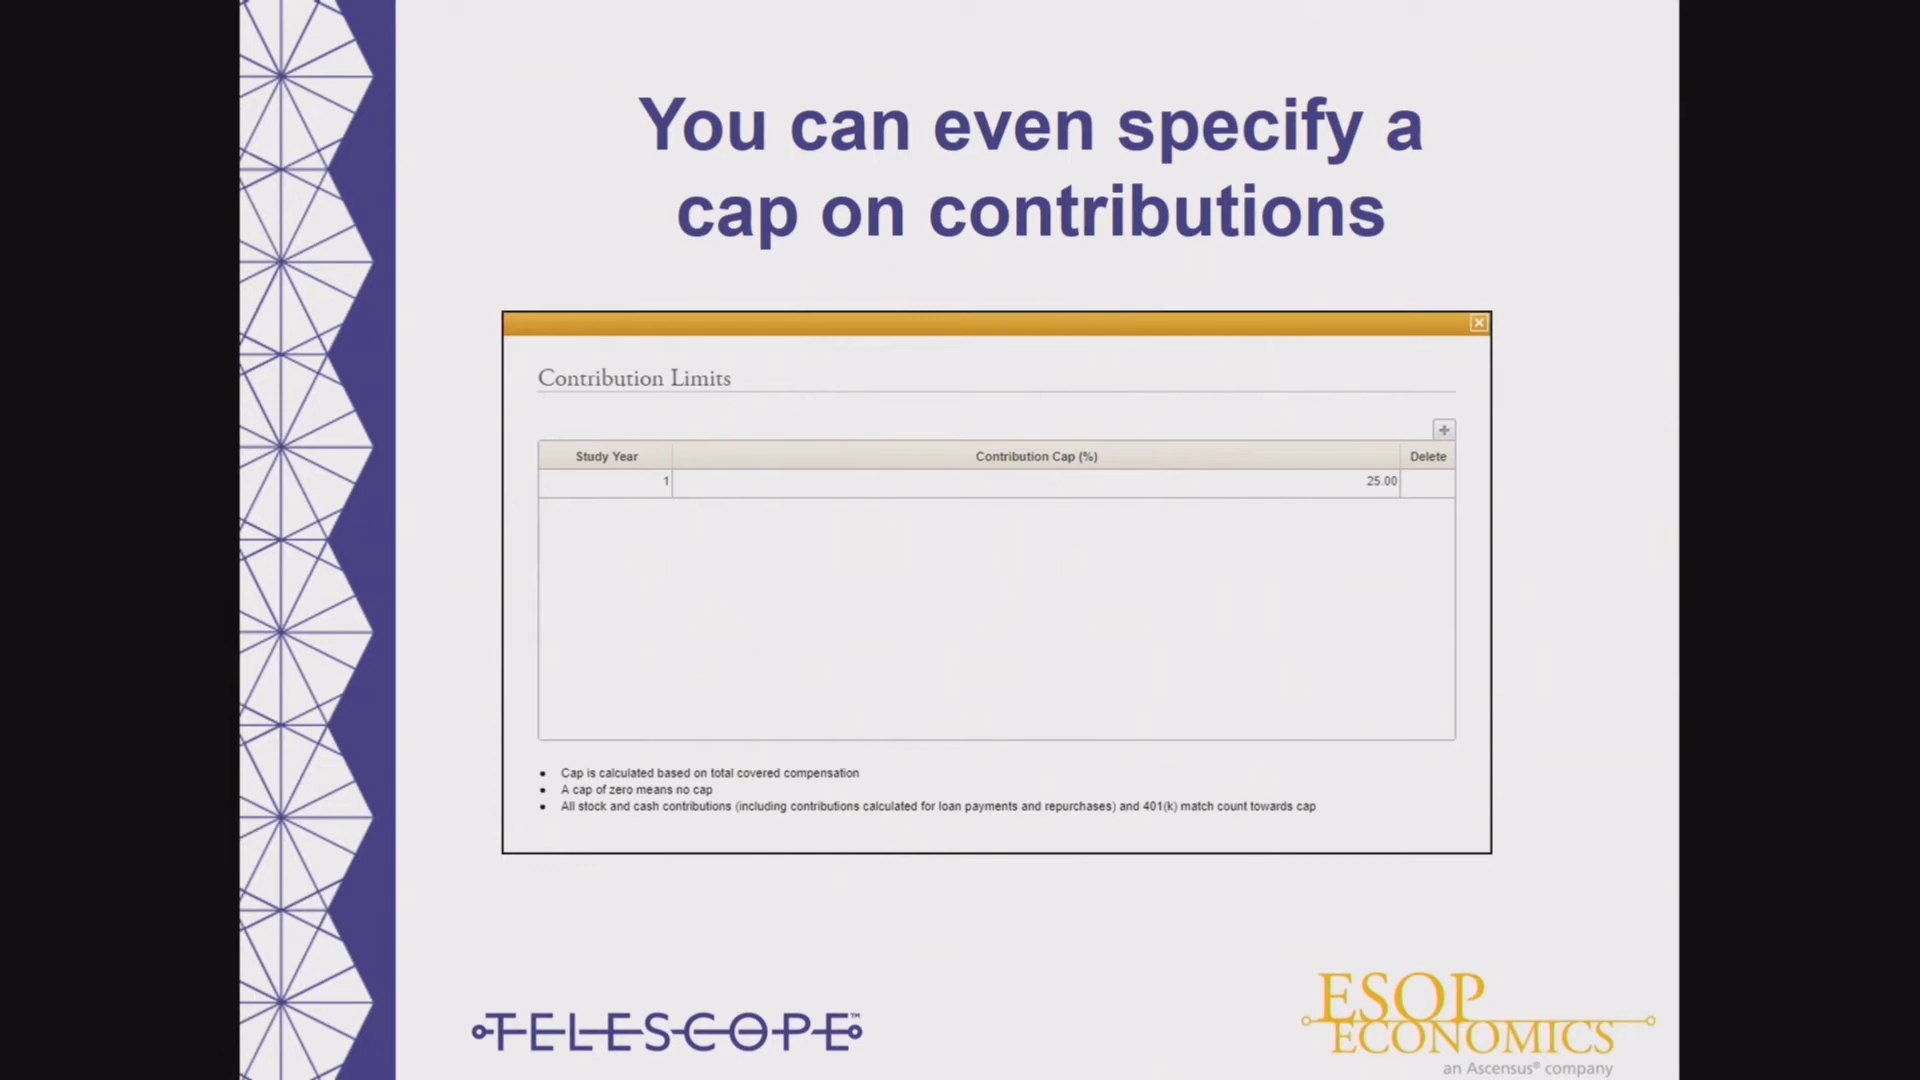 You can even specify a
cap on contributions
Contribution Limits
Study Year Contribution Cap (%) Delete
1 25.00
• Cap is calculated based on total covered compensation
• A cap of zero means no cap
• All stock and cash contributions (including contributions calculated for loan payments and repurchases) and 401(k) match count towards cap
TELESCOPE™
ESOP
ECONOMICS
an Ascensus® company